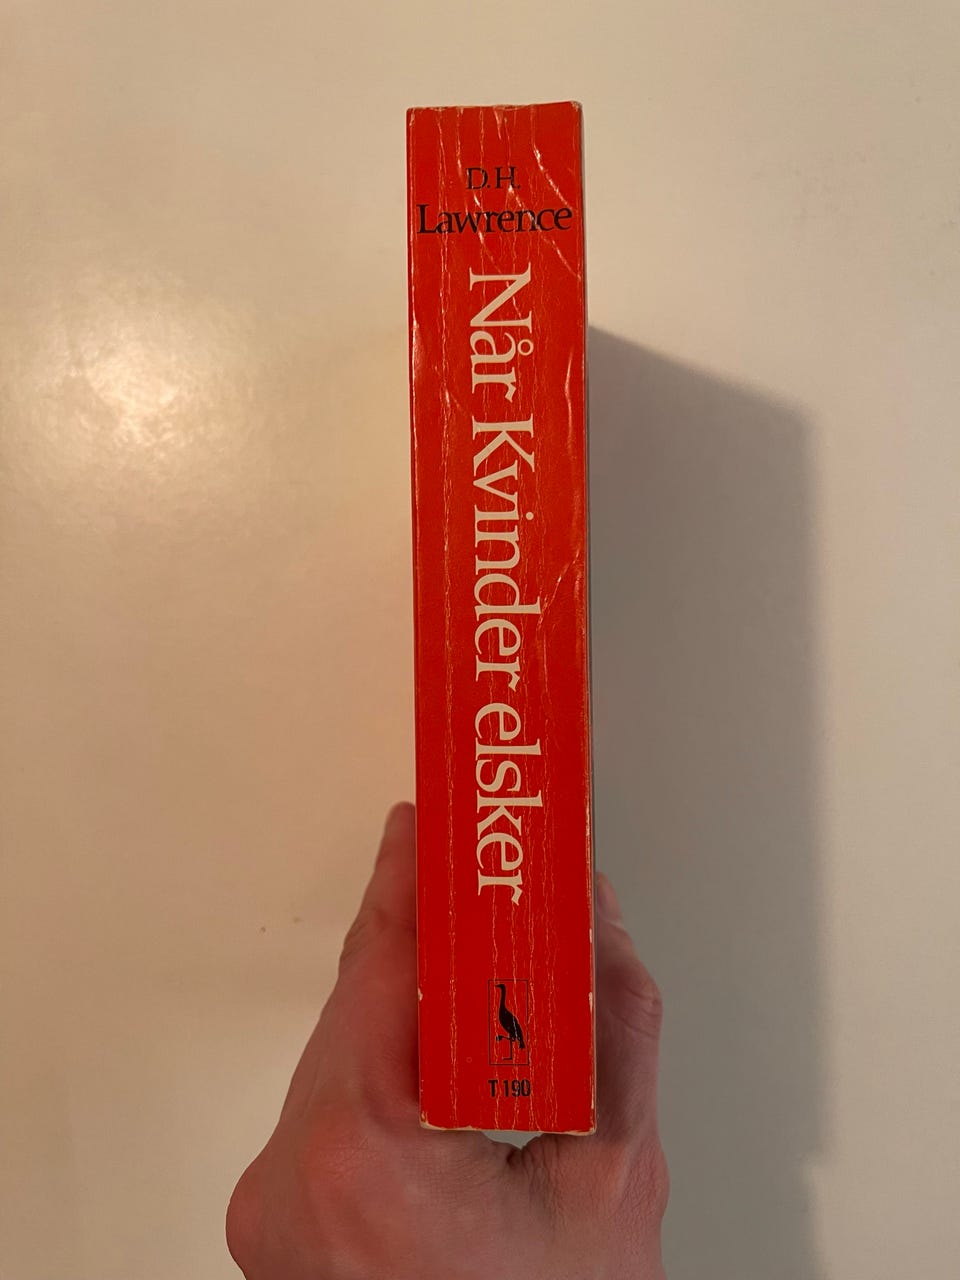 D.H.
Lawrence
Når Kvinder elsker
T 190